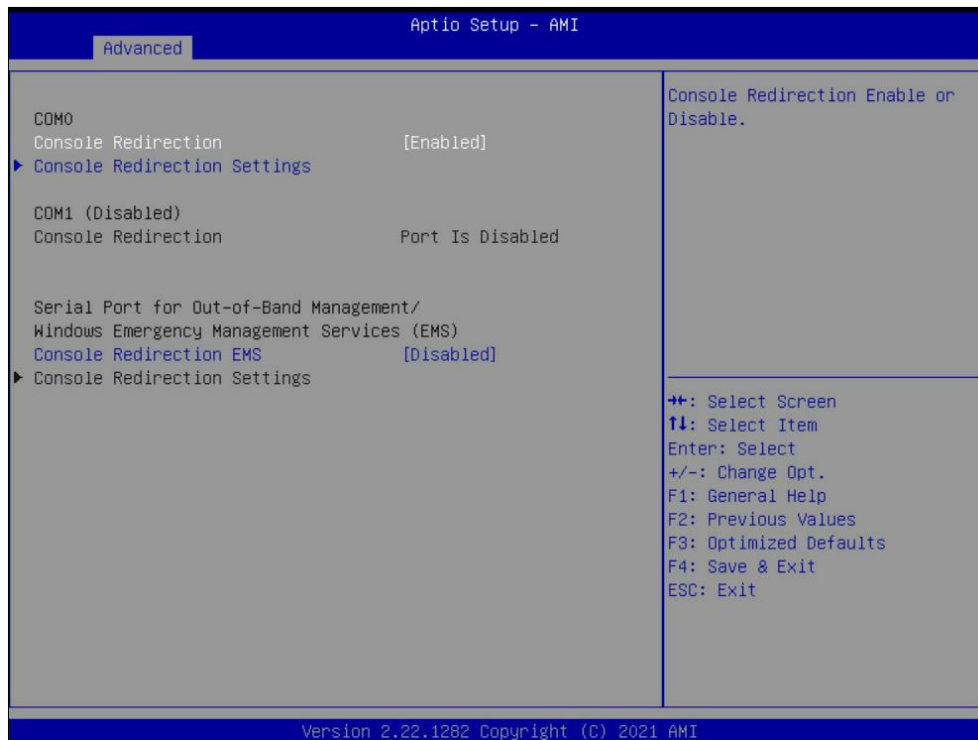 Aptio Setup – AMI
Advanced
COM0
Console Redirection [Enabled]
Console Redirection Settings
COM1 (Disabled)
Console Redirection Port Is Disabled
Serial Port for Out-of-Band Management/
Windows Emergency Management Services (EMS)
Console Redirection EMS [Disabled]
Console Redirection Settings
Console Redirection Enable or
Disable.
→←: Select Screen
↑↓: Select Item
Enter: Select
+/-: Change Opt.
F1: General Help
F2: Previous Values
F3: Optimized Defaults
F4: Save & Exit
ESC: Exit
Version 2.22.1282 Copyright (C) 2021 AMI